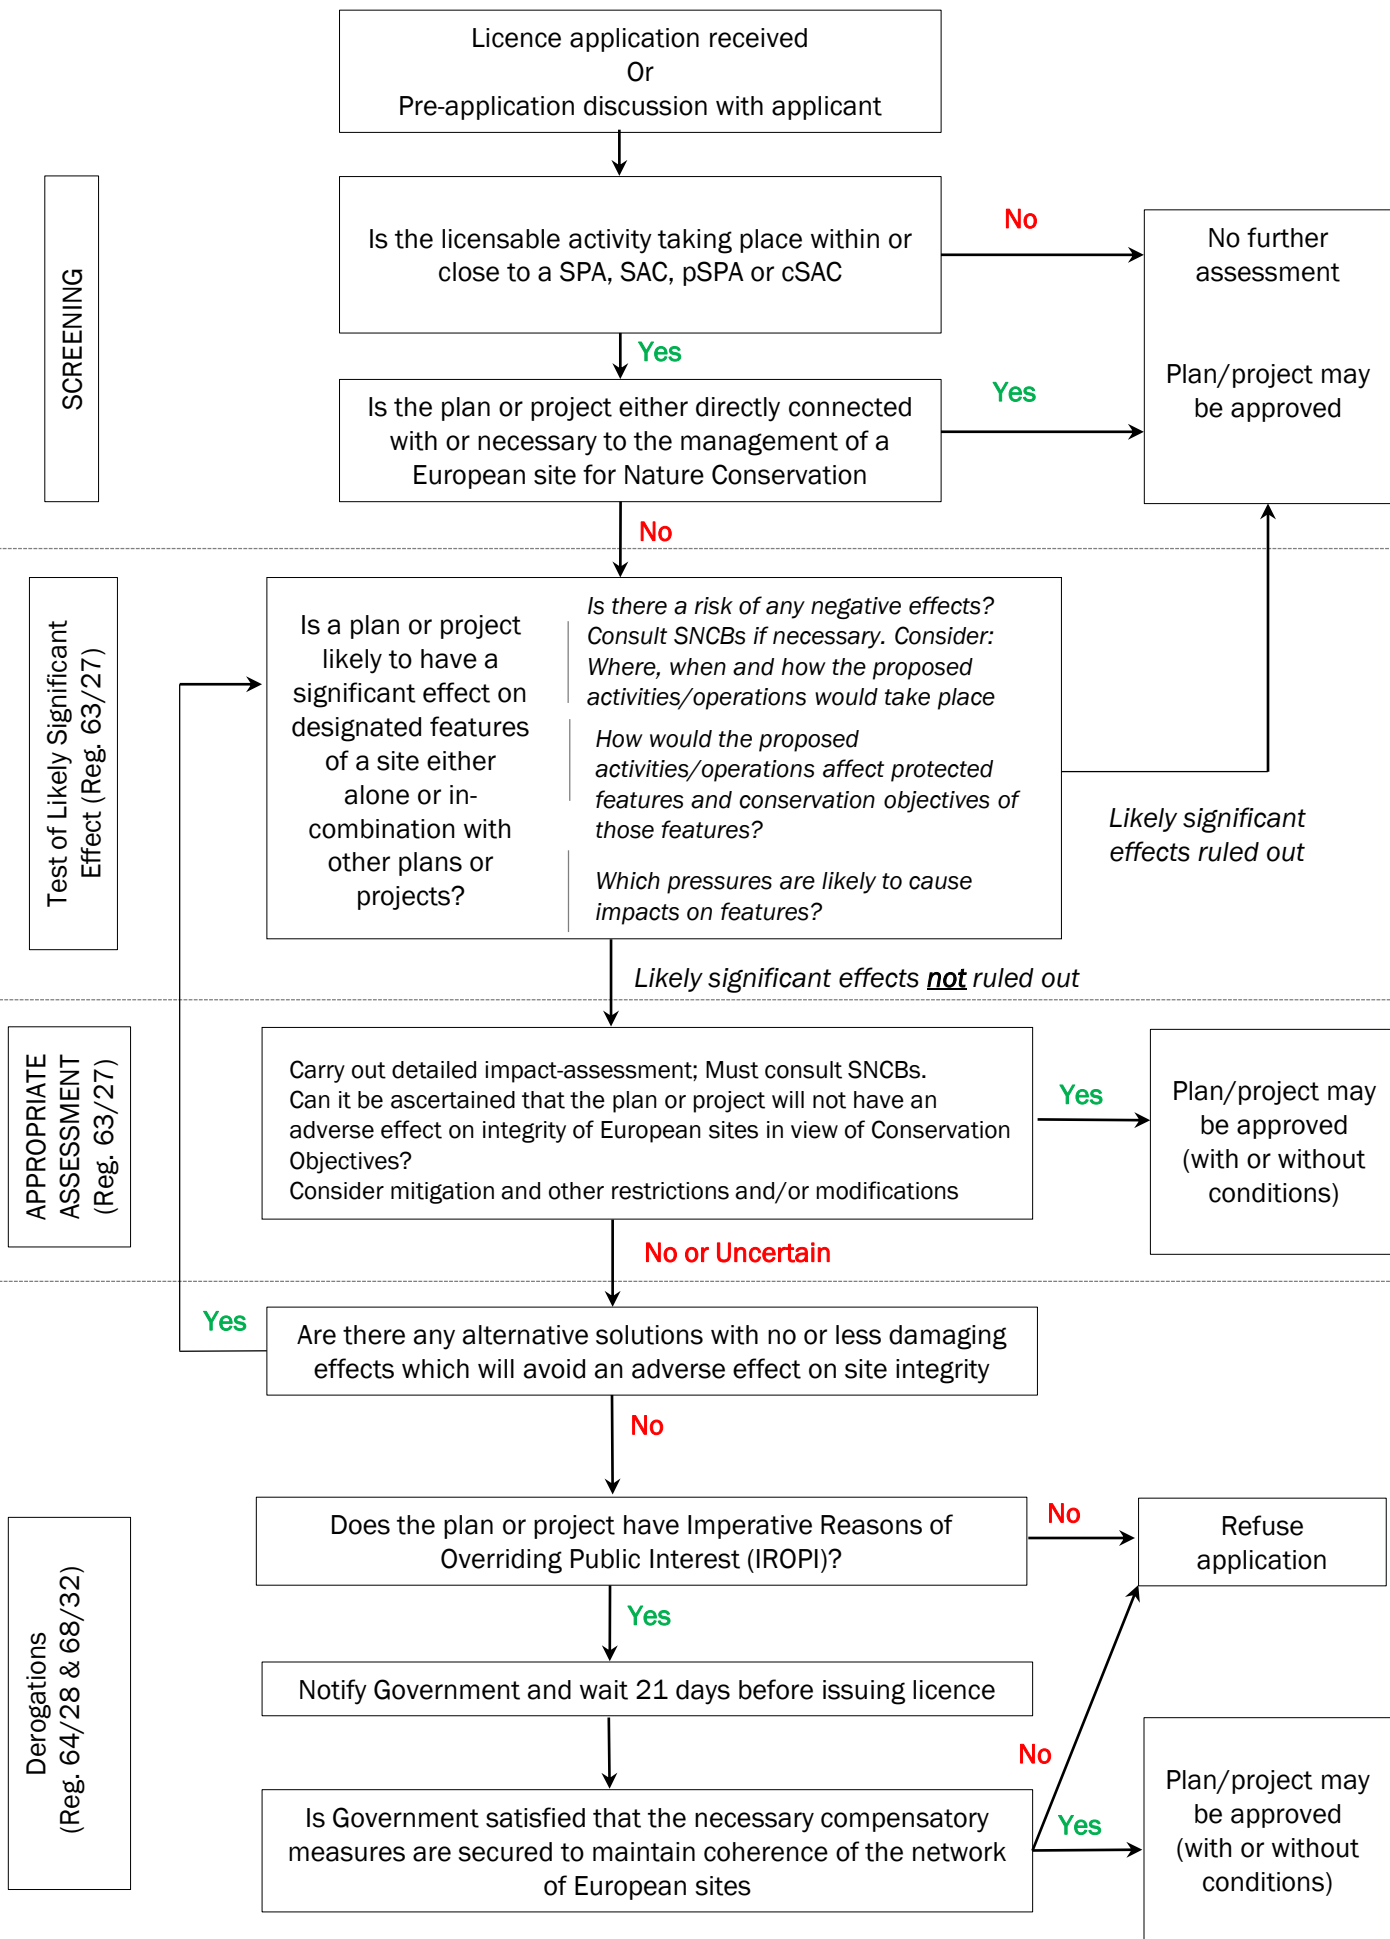 Licence application received
Or
Pre-application discussion with applicant
SCREENING
Is the licensable activity taking place within or
close to a SPA, SAC, pSPA or cSAC
No
No further
assessment
Plan/project may
be approved
Yes
Is the plan or project either directly connected
with or necessary to the management of a
European site for Nature Conservation
Yes
No
Test of Likely Significant
Effect (Reg. 63/27)
Is a plan or project
likely to have a
significant effect on
designated features
of a site either
alone or in-
combination with
other plans or
projects?
Is there a risk of any negative effects?
Consult SNCBs if necessary. Consider:
Where, when and how the proposed
activities/operations would take place
How would the proposed
activities/operations affect protected
features and conservation objectives of
those features?
Which pressures are likely to cause
impacts on features?
Likely significant
effects ruled out
Likely significant effects not ruled out
APPROPRIATE
ASSESSMENT
(Reg. 63/27)
Carry out detailed impact-assessment; Must consult SNCBs.
Can it be ascertained that the plan or project will not have an
adverse effect on integrity of European sites in view of Conservation
Objectives?
Consider mitigation and other restrictions and/or modifications
Yes
Plan/project may
be approved
(with or without
conditions)
No or Uncertain
Yes
Are there any alternative solutions with no or less damaging
effects which will avoid an adverse effect on site integrity
No
Derogations
(Reg. 64/28 & 68/32)
Does the plan or project have Imperative Reasons of
Overriding Public Interest (IROPI)?
No
Refuse
application
Yes
Notify Government and wait 21 days before issuing licence
No
Is Government satisfied that the necessary compensatory
measures are secured to maintain coherence of the network
of European sites
Yes
Plan/project may
be approved
(with or without
conditions)